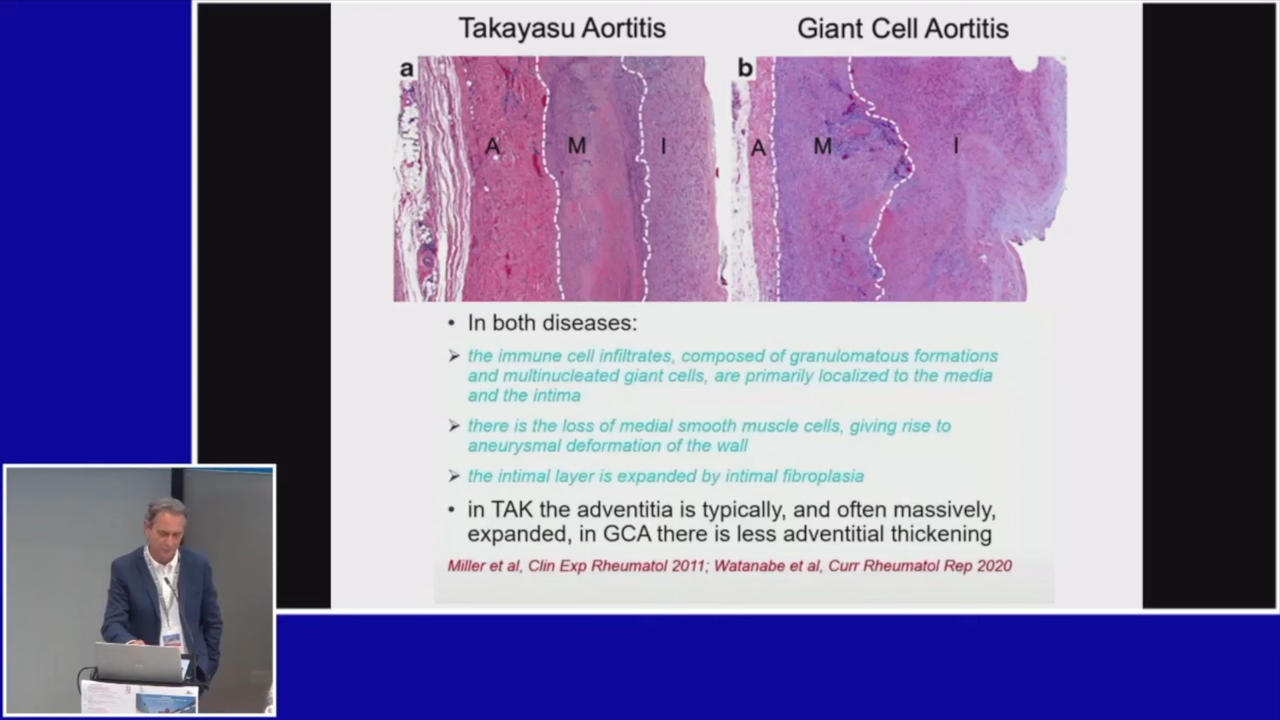 Takayasu Aortitis
Giant Cell Aortitis
a
A
M
I
b
A
M
I
• In both diseases:
➢ the immune cell infiltrates, composed of granulomatous formations
and multinucleated giant cells, are primarily localized to the media
and the intima
➢ there is the loss of medial smooth muscle cells, giving rise to
aneurysmal deformation of the wall
➢ the intimal layer is expanded by intimal fibroplasia
• in TAK the adventitia is typically, and often massively,
expanded, in GCA there is less adventitial thickening
Miller et al, Clin Exp Rheumatol 2011; Watanabe et al, Curr Rheumatol Rep 2020